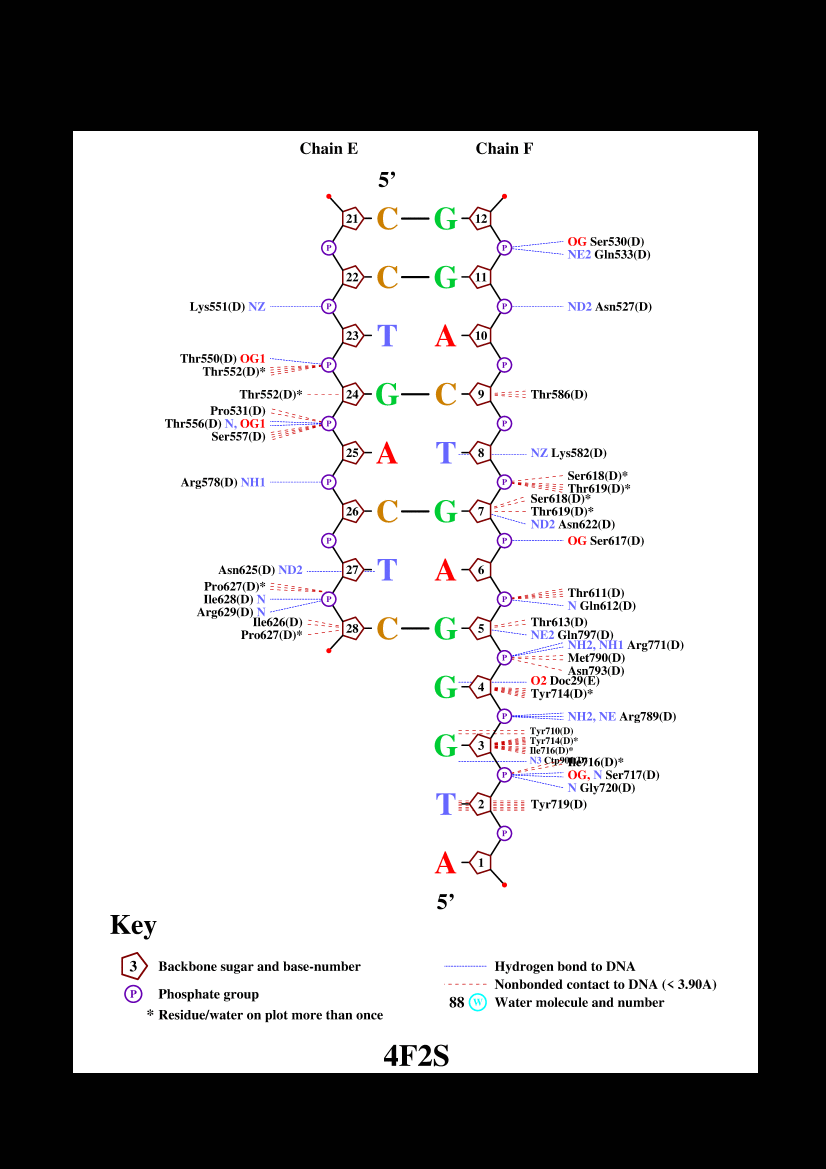 Chain E Chain F
5’
21 C G 12
P P OG Ser530(D)
NE2 Gln533(D)
22 C G 11
Lys551(D) NZ P P ND2 Asn527(D)
23 T A 10
Thr550(D) OG1 P P
Thr552(D)*
Thr552(D)* 24 G C 9 Thr586(D)
Pro531(D)
Thr556(D) N, OG1 P P
Ser557(D)
25 A T 8 NZ Lys582(D)
Ser618(D)*
Arg578(D) NH1 P P Thr619(D)*
Ser618(D)*
26 C G 7 Thr619(D)*
ND2 Asn622(D)
P P OG Ser617(D)
Asn625(D) ND2 27 T A 6
Pro627(D)* Thr611(D)
Ile628(D) N P P N Gln612(D)
Arg629(D) N
Ile626(D) Thr613(D)
28 C G 5
Pro627(D)* NE2 Gln797(D)
NH2, NH1 Arg771(D)
P Met790(D)
Asn793(D)
O2 Doc29(E)
G 4 Tyr714(D)*
P NH2, NE Arg789(D)
Tyr710(D)
Tyr714(D)*
G 3 Ile716(D)*
N3
Ile716(D)*
P OG, N Ser717(D)
N Gly720(D)
T 2 Tyr719(D)
P
A 1
5’
Key
3 Backbone sugar and base-number
P Phosphate group
* Residue/water on plot more than once
Hydrogen bond to DNA
Nonbonded contact to DNA (< 3.90A)
88 W Water molecule and number
4F2S